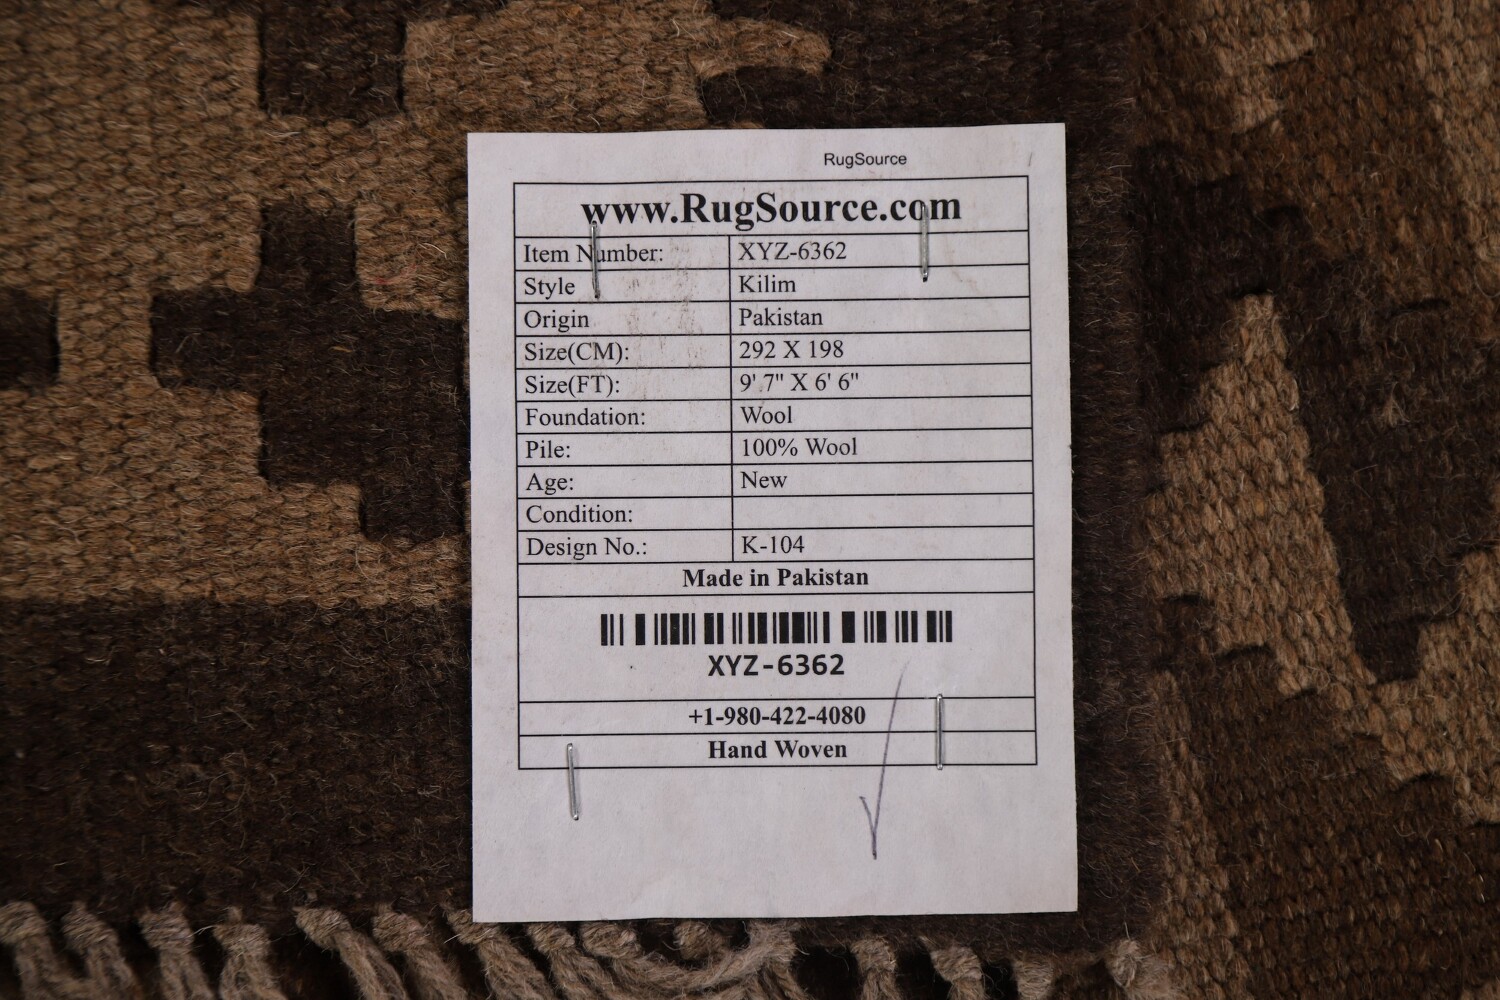 RugSource
www.RugSource.com
Item Number: XYZ-6362
Style Kilim
Origin Pakistan
Size(CM): 292 X 198
Size(FT): 9' 7" X 6' 6"
Foundation: Wool
Pile: 100% Wool
Age: New
Condition:
Design No.: K-104
Made in Pakistan
XYZ-6362
+1-980-422-4080
Hand Woven